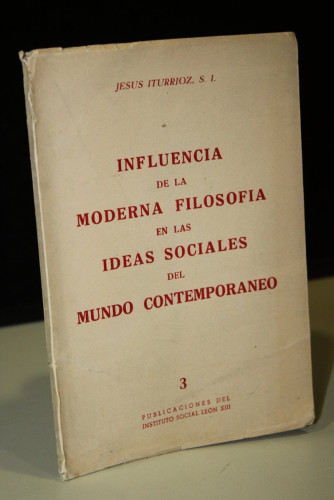 JESUS ITURRIOZ, S. I.
INFLUENCIA
DE LA
MODERNA FILOSOFIA
EN LAS
IDEAS SOCIALES
DEL
MUNDO CONTEMPORANEO
3
PUBLICACIONES DEL
INSTITUTO SOCIAL LEÓN XIII